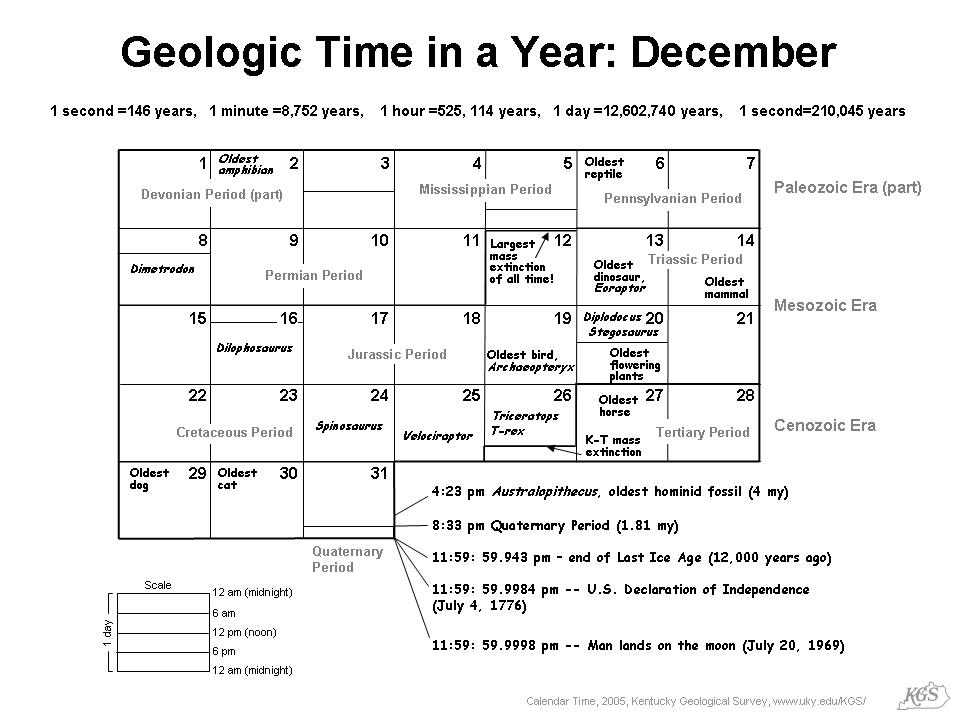 Geologic Time in a Year: December
1 second =146 years, 1 minute =8,752 years, 1 hour =525, 114 years, 1 day =12,602,740 years, 1 second=210,045 years
1
Oldest
amphibian
2
3
4
5
Oldest
reptile
6
7
Devonian Period (part)
Mississippian Period
Pennsylvanian Period
Paleozoic Era (part)
8
Dimetrodon
9
10
11
Permian Period
Largest
mass
extinction
of all time!
12
13
Oldest
dinosaur,
Eoraptor
14
Triassic Period
Oldest
mammal
Mesozoic Era
15
16
Dilophosaurus
17
18
Jurassic Period
19
Oldest bird,
Archaeopteryx
Diplodocus
Stegosaurus
20
Oldest
flowering
plants
21
22
23
Cretaceous Period
24
Spinosaurus
25
Velociraptor
26
Triceratops
T-rex
Oldest
horse
27
K-T mass
extinction
28
Tertiary Period
Cenozoic Era
Oldest
dog
29
Oldest
cat
30
31
Quaternary
Period
4:23 pm Australopithecus, oldest hominid fossil (4 my)
8:33 pm Quaternary Period (1.81 my)
11:59: 59.943 pm - end of Last Ice Age (12,000 years ago)
11:59: 59.9984 pm -- U.S. Declaration of Independence
(July 4, 1776)
11:59: 59.9998 pm -- Man lands on the moon (July 20, 1969)
Scale
1 day
12 am (midnight)
6 am
12 pm (noon)
6 pm
12 am (midnight)
Calendar Time, 2005, Kentucky Geological Survey, www.uky.edu/KGS/
KGS